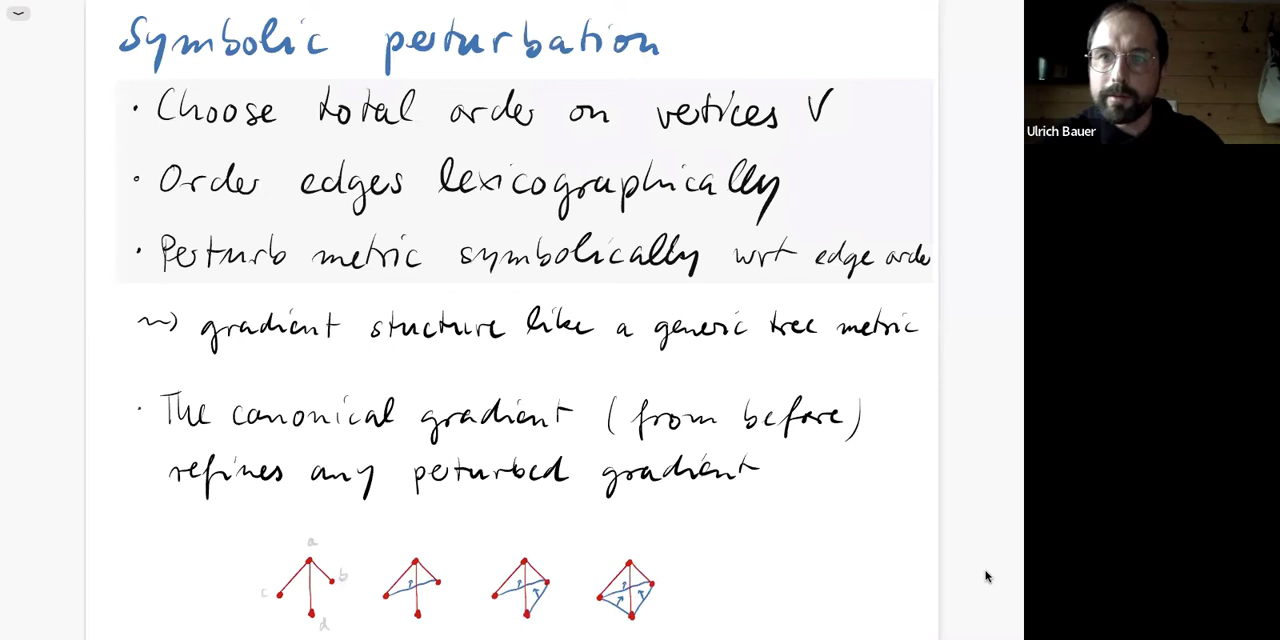 Symbolic perturbation
• Choose total order on vertices V
• Order edges lexicographically
• Perturb metric symbolically wrt edge order
⇝ gradient stucture like a generic tree metric
• The canonical gradient (from before)
refines any perturbed gradient
a
b
c
d
Ulrich Bauer